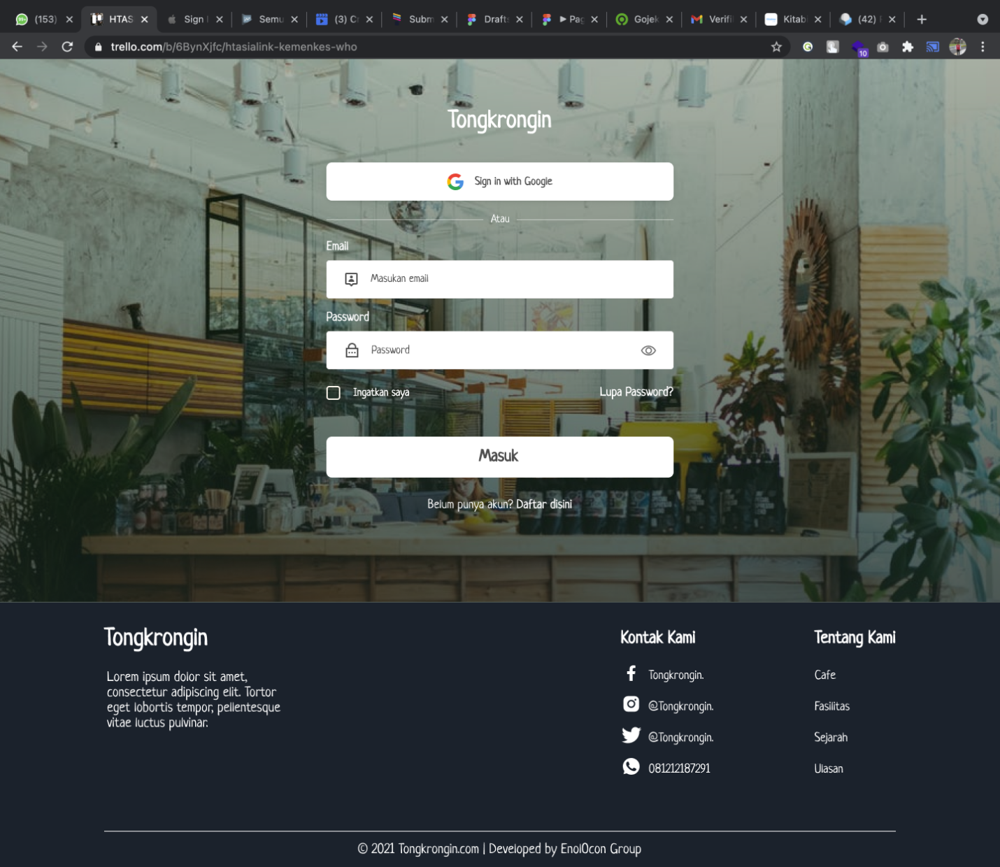 (153)
HTAS
Sign
Semu
(3) Cr
Subm
Draft
Pag
Gojek
Verifi
Kitab
(42)
trello.com/b/6BynXjfc/htasialink-kemenkes-who
10
Tongkrongin
Sign in with Google
Atau
Email
Masukan email
Password
Password
Ingatkan saya
Lupa Password?
Masuk
Belum punya akun? Daftar disini
Tongkrongin
Lorem ipsum dolor sit amet,
consectetur adipiscing elit. Tortor
eget lobortis tempor, pellentesque
vitae luctus pulvinar.
Kontak Kami
Tongkrongin.
@Tongkrongin.
@Tongkrongin.
081212187291
Tentang Kami
Cafe
Fasilitas
Sejarah
Ulasan
© 2021 Tongkrongin.com | Developed by EnolOcon Group